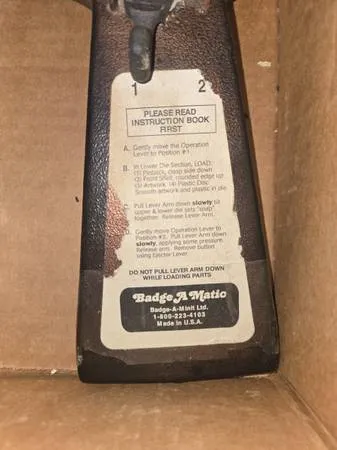 1 2
PLEASE READ
INSTRUCTION BOOK
FIRST
A. Gently move the Operation
Lever to Position #1.
B. In Lower Die Section, LOAD:
(1) Pinback, clasp side down
(2) Front Shell, rounded edge up
(3) Artwork (4) Plastic Disc
Smooth artwork and plastic in die.
C. Pull Lever Arm down slowly til
upper & lower die sets "snap"
together. Release Lever Arm.
Gently move Operation Lever to
Position #2. Pull Lever Arm down
slowly, applying some pressure.
Release arm. Remove button
using Ejector Lever.
DO NOT PULL LEVER ARM DOWN
WHILE LOADING PARTS
Badge A Matic
Badge-A-Minit Ltd.
1-800-223-4103
Made in U.S.A.